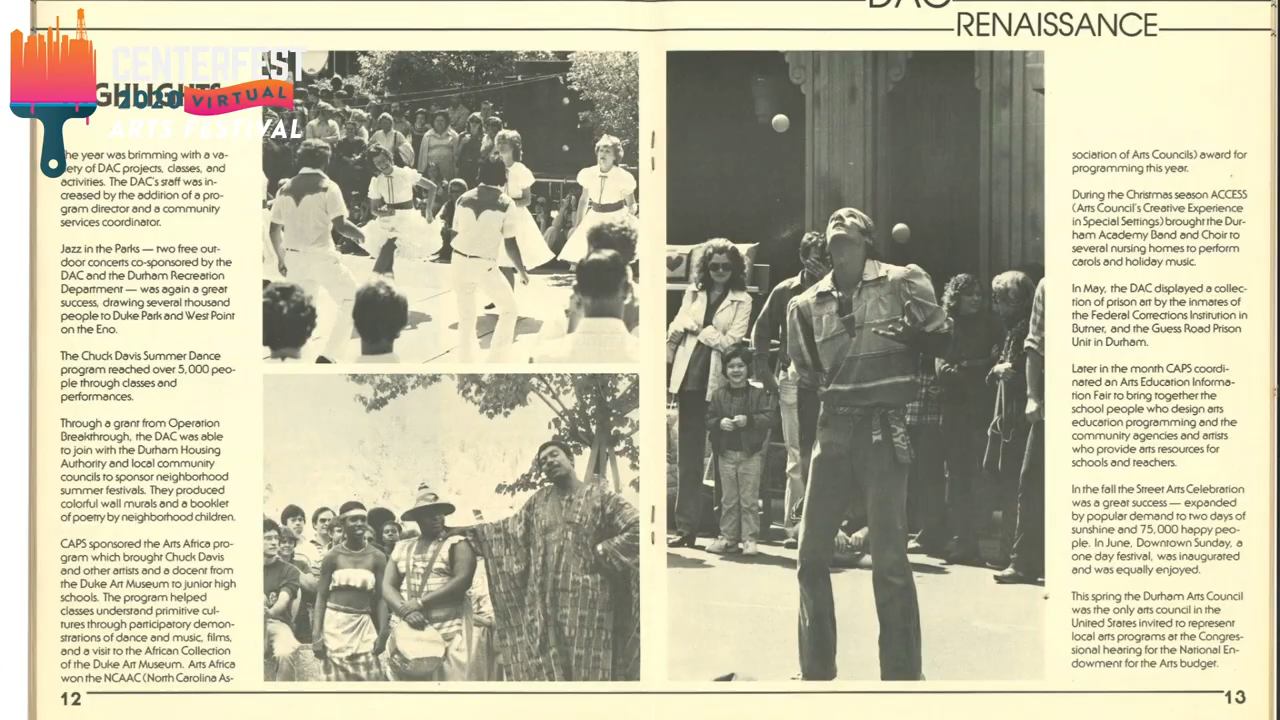 DAC
RENAISSANCE
CENTERFEST
2020 VIRTUAL
ARTS FESTIVAL
HIGHLIGHTS
The year was brimming with a va-
riety of DAC projects, classes, and
activities. The DAC's staff was in-
creased by the addition of a pro-
gram director and a community
services coordinator.
Jazz in the Parks — two free out-
door concerts co-sponsored by the
DAC and the Durham Recreation
Department — was again a great
success, drawing several thousand
people to Duke Park and West Point
on the Eno.
The Chuck Davis Summer Dance
program reached over 5,000 peo-
ple through classes and
performances.
Through a grant from Operation
Breakthrough, the DAC was able
to join with the Durham Housing
Authority and local community
councils to sponsor neighborhood
summer festivals. They produced
colorful wall murals and a booklet
of poetry by neighborhood children.
CAPS sponsored the Arts Africa pro-
gram which brought Chuck Davis
and other artists and a docent from
the Duke Art Museum to junior high
schools. The program helped
classes understand primitive cul-
tures through participatory demon-
strations of dance and music, films,
and a visit to the African Collection
of the Duke Art Museum. Arts Africa
won the NCAAC (North Carolina As-
12
sociation of Arts Councils) award for
programming this year.
During the Christmas season ACCESS
(Arts Council's Creative Experience
in Special Settings) brought the Dur-
ham Academy Band and Choir to
several nursing homes to perform
carols and holiday music.
In May, the DAC displayed a collec-
tion of prison art by the inmates of
the Federal Corrections Institution in
Butner, and the Guess Road Prison
Unit in Durham.
Later in the month CAPS coordi-
nated an Arts Education Informa-
tion Fair to bring together the
school people who design arts
education programming and the
community agencies and artists
who provide arts resources for
schools and teachers.
In the fall the Street Arts Celebration
was a great success — expanded
by popular demand to two days of
sunshine and 75,000 happy peo-
ple. In June, Downtown Sunday, a
one day festival, was inaugurated
and was equally enjoyed.
This spring the Durham Arts Council
was the only arts council in the
United States invited to represent
local arts programs at the Congres-
sional hearing for the National En-
dowment for the Arts budget.
13